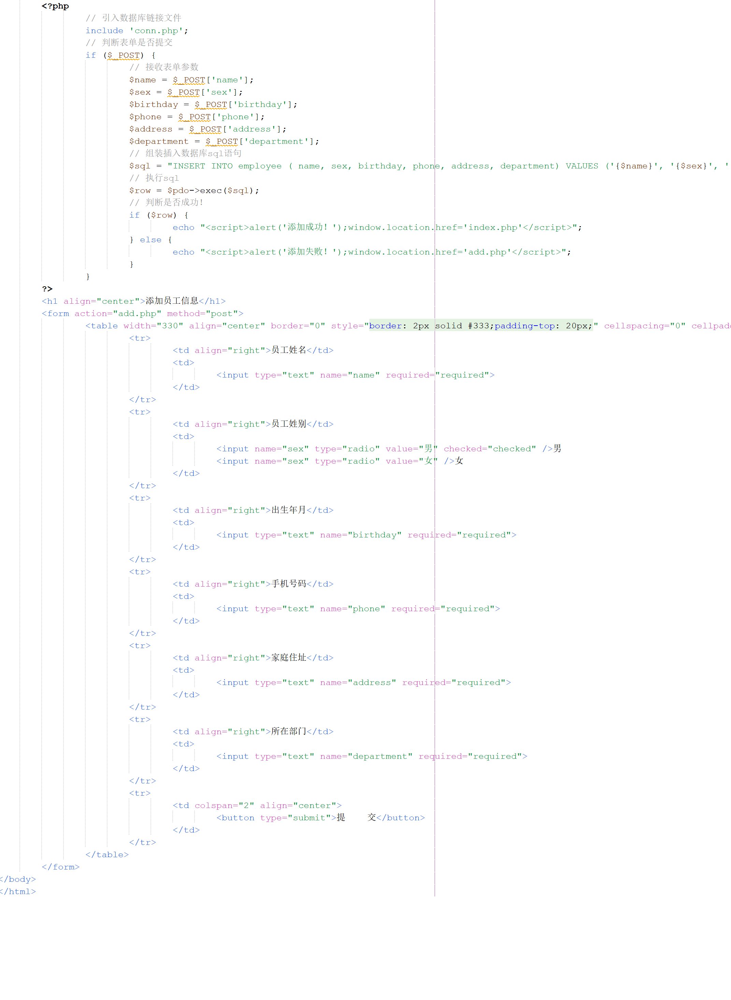 <?php
// 引入数据库链接文件
include 'conn.php';
// 判断表单是否提交
if ($_POST) {
// 接收表单参数
$name = $_POST['name'];
$sex = $_POST['sex'];
$birthday = $_POST['birthday'];
$phone = $_POST['phone'];
$address = $_POST['address'];
$department = $_POST['department'];
// 组装插入数据库sql语句
$sql = "INSERT INTO employee ( name, sex, birthday, phone, address, department) VALUES ('{$name}', '{$sex}', '
// 执行sql
$row = $pdo->exec($sql);
// 判断是否成功！
if ($row) {
echo "<script>alert('添加成功！');window.location.href='index.php'</script>";
} else {
echo "<script>alert('添加失败！');window.location.href='add.php'</script>";
}
}
?>
<h1 align="center">添加员工信息</h1>
<form action="add.php" method="post">
<table width="330" align="center" border="0" style="border: 2px solid #333;padding-top: 20px;" cellspacing="0" cellpad
<tr>
<td align="right">员工姓名</td>
<td>
<input type="text" name="name" required="required">
</td>
</tr>
<tr>
<td align="right">员工姓别</td>
<td>
<input name="sex" type="radio" value="男" checked="checked" />男
<input name="sex" type="radio" value="女" />女
</td>
</tr>
<tr>
<td align="right">出生年月</td>
<td>
<input type="text" name="birthday" required="required">
</td>
</tr>
<tr>
<td align="right">手机号码</td>
<td>
<input type="text" name="phone" required="required">
</td>
</tr>
<tr>
<td align="right">家庭住址</td>
<td>
<input type="text" name="address" required="required">
</td>
</tr>
<tr>
<td align="right">所在部门</td>
<td>
<input type="text" name="department" required="required">
</td>
</tr>
<tr>
<td colspan="2" align="center">
<button type="submit">提    交</button>
</td>
</tr>
</table>
</form>
</body>
</html>